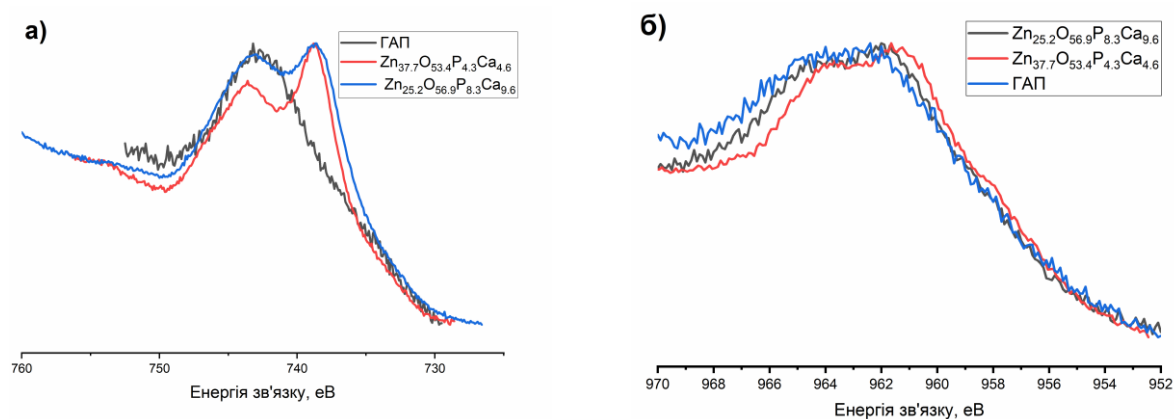 а)
ГАП
Zn37.7O53.4P4.3Ca4.6
Zn25.2O56.9P8.3Ca9.6
760 750 740 730
Енергія зв'язку, еВ
б)
Zn25.2O56.9P8.3Ca9.6
Zn37.7O53.4P4.3Ca4.6
ГАП
970 968 966 964 962 960 958 956 954 952
Енергія зв'язку, еВ